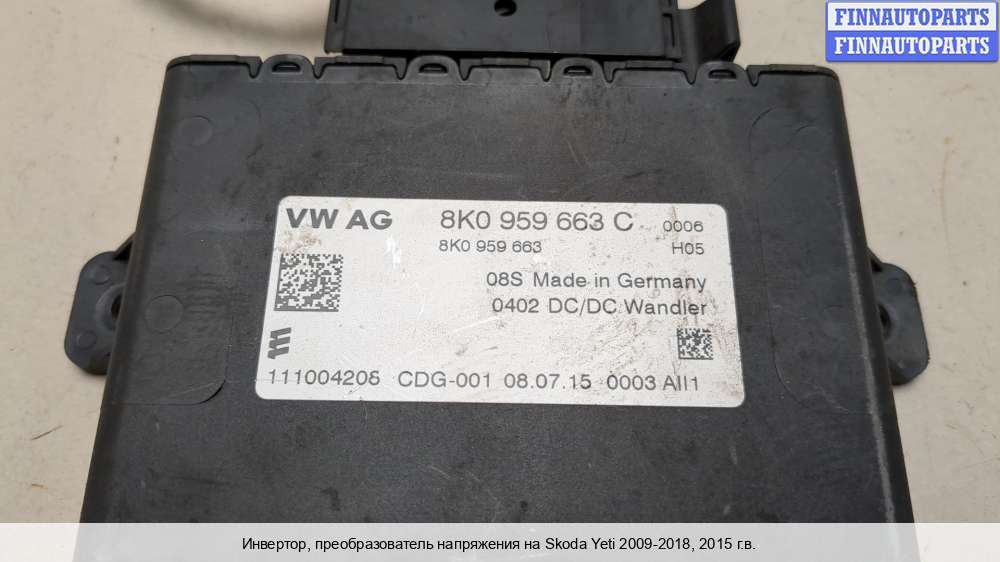 FINNAUTOPARTS
FINNAUTOPARTS
VW AG 8K0 959 663 C 0006
8K0 959 663 H05
08S Made in Germany
0402 DC/DC Wandler
111004208 CDG-001 08.07.15 0003 AII1
Инвертор, преобразователь напряжения на Skoda Yeti 2009-2018, 2015 г.в.